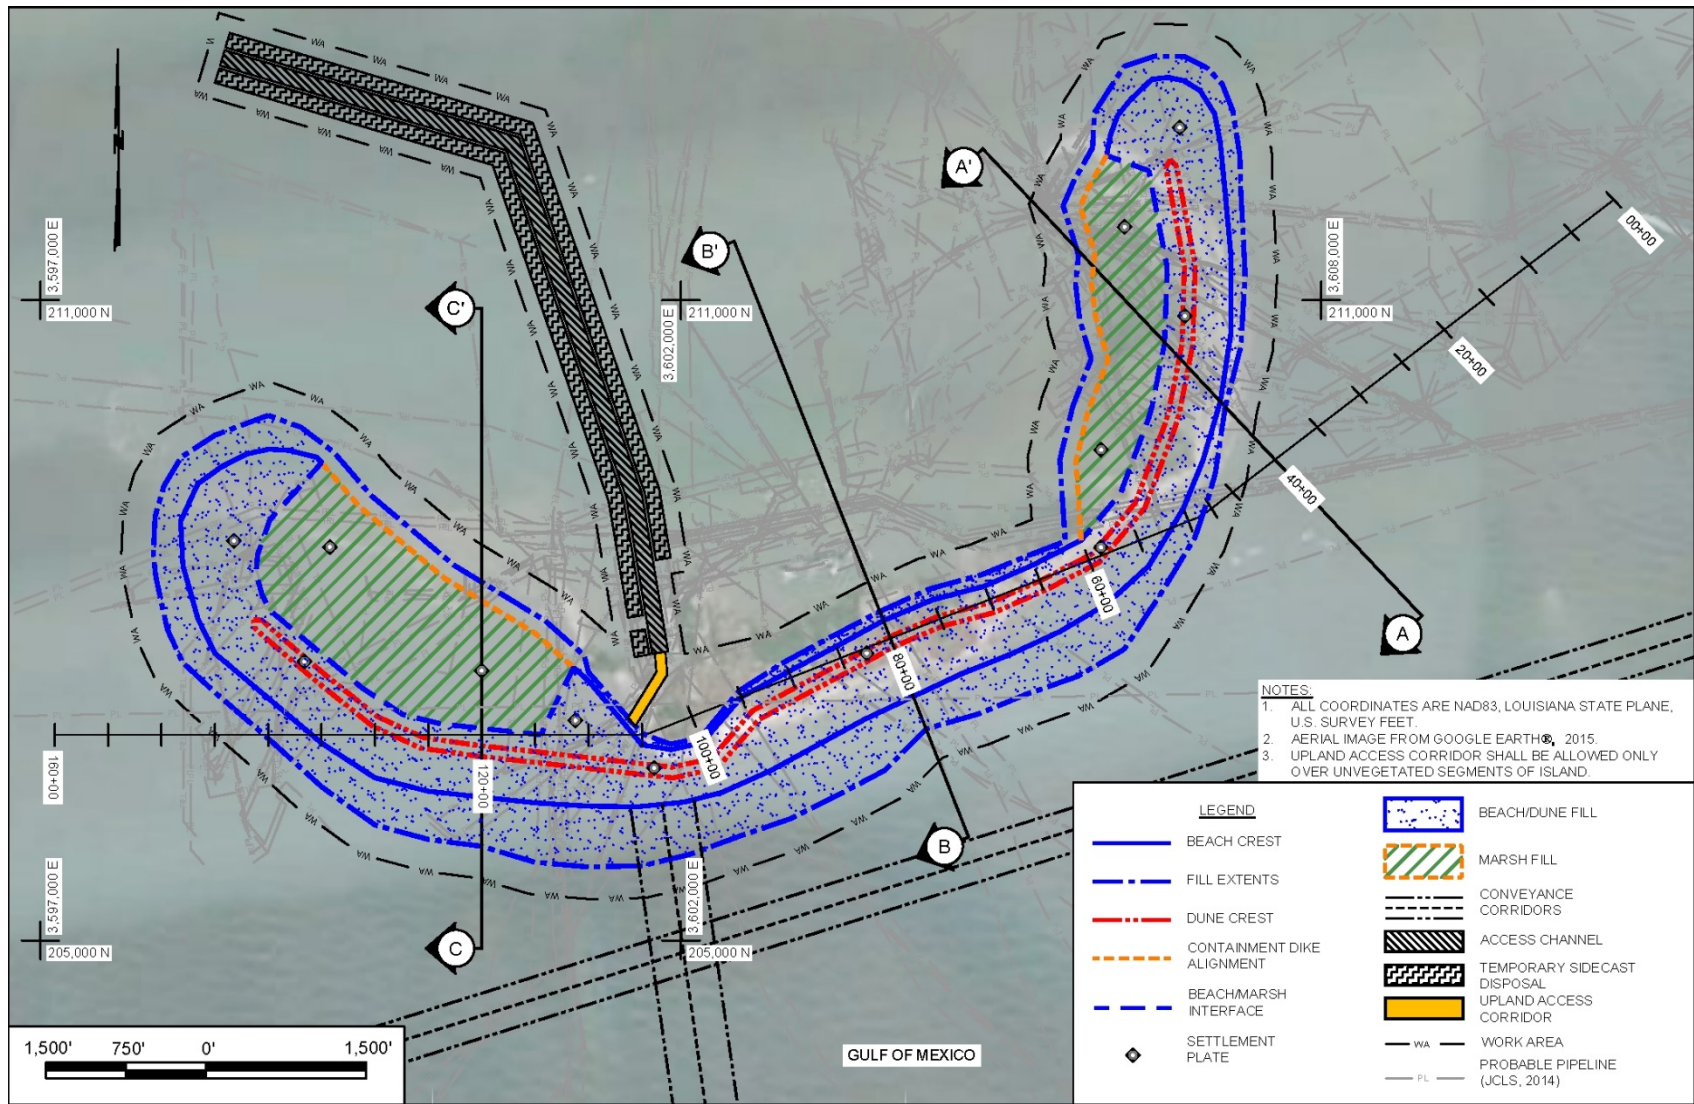 N
WA
3,597,000 E
211,000 N
3,602,000 E
211,000 N
3,608,000 E
211,000 N
A'
B'
C'
00+00
20+00
40+00
60+00
80+00
100+00
120+00
160+00
A
B
C
3,597,000 E
205,000 N
3,602,000 E
205,000 N
PL
NOTES:
1. ALL COORDINATES ARE NAD83, LOUISIANA STATE PLANE,
U.S. SURVEY FEET.
2. AERIAL IMAGE FROM GOOGLE EARTH®, 2015.
3. UPLAND ACCESS CORRIDOR SHALL BE ALLOWED ONLY
OVER UNVEGETATED SEGMENTS OF ISLAND.
LEGEND
BEACH CREST
FILL EXTENTS
DUNE CREST
CONTAINMENT DIKE
ALIGNMENT
BEACH/MARSH
INTERFACE
SETTLEMENT
PLATE
BEACH/DUNE FILL
MARSH FILL
CONVEYANCE
CORRIDORS
ACCESS CHANNEL
TEMPORARY SIDECAST
DISPOSAL
UPLAND ACCESS
CORRIDOR
WA WORK AREA
PL PROBABLE PIPELINE
(JCLS, 2014)
1,500' 750' 0' 1,500'
GULF OF MEXICO